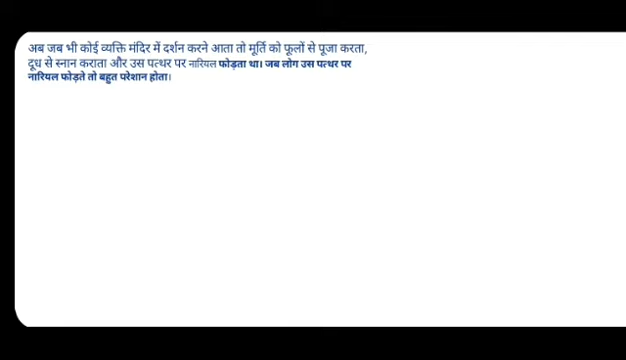 अब जब भी कोई व्यक्ति मंदिर में दर्शन करने आता तो मूर्ति को फूलों से पूजा करता,
दूध से स्नान कराता और उस पत्थर पर नारियल फोड़ता था। जब लोग उस पत्थर पर
नारियल फोड़ते तो बहुत परेशान होता।